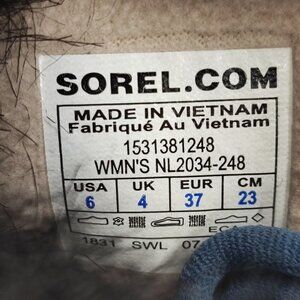 SOREL.COM
MADE IN VIETNAM
Fabriqué Au Vietnam
1531381248
WMN'S NL2034-248
USA UK EUR CM
6 4 37 23
1831 SWL 07